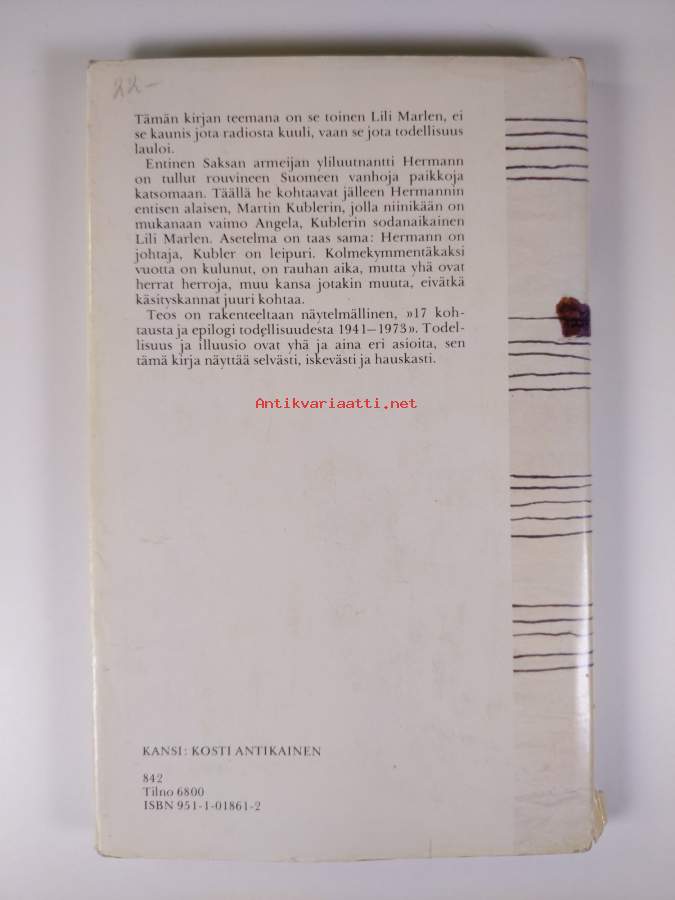 22-
Tämän kirjan teemana on se toinen Lili Marlen, ei
se kaunis jota radiosta kuuli, vaan se jota todellisuus
lauloi.
Entinen Saksan armeijan yliluutnantti Hermann
on tullut rouvineen Suomeen vanhoja paikkoja
katsomaan. Täällä he kohtaavat jälleen Hermannin
entisen alaisen, Martin Kublerin, jolla niinikään on
mukanaan vaimo Angela, Kublerin sodanaikainen
Lili Marlen. Asetelma on taas sama: Hermann on
johtaja, Kubler on leipuri. Kolmekymmentäkaksi
vuotta on kulunut, on rauhan aika, mutta yhä ovat
herrat herroja, muu kansa jotakin muuta, eivätkä
käsityskannat juuri kohtaa.
Teos on rakenteeltaan näytelmällinen, »17 koh-
tausta ja epilogi todellisuudesta 1941–1973». Todel-
lisuus ja illuusio ovat yhä ja aina eri asioita, sen
tämä kirja näyttää selvästi, iskevästi ja hauskasti.
Antikvariaatti.net
KANSI: KOSTI ANTIKAINEN
842
Tilno 6800
ISBN 951-1-01861-2